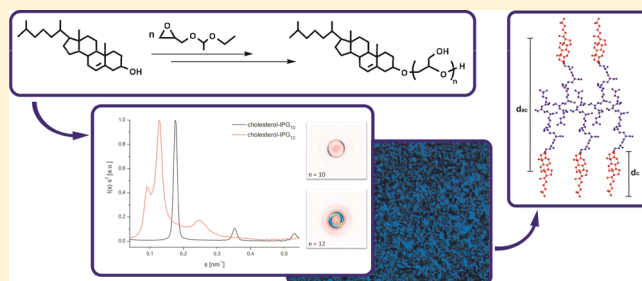 n
O
O
O
OH
OH
O
O
H
n
I(s)·s² [a.u.]
1,0
0,8
0,6
0,4
0,2
0,0
cholesterol-lPG₁₀
cholesterol-lPG₁₂
n = 10
n = 12
0,1 0,2 0,3 0,4 0,5
s [nm⁻¹]
dac
dc